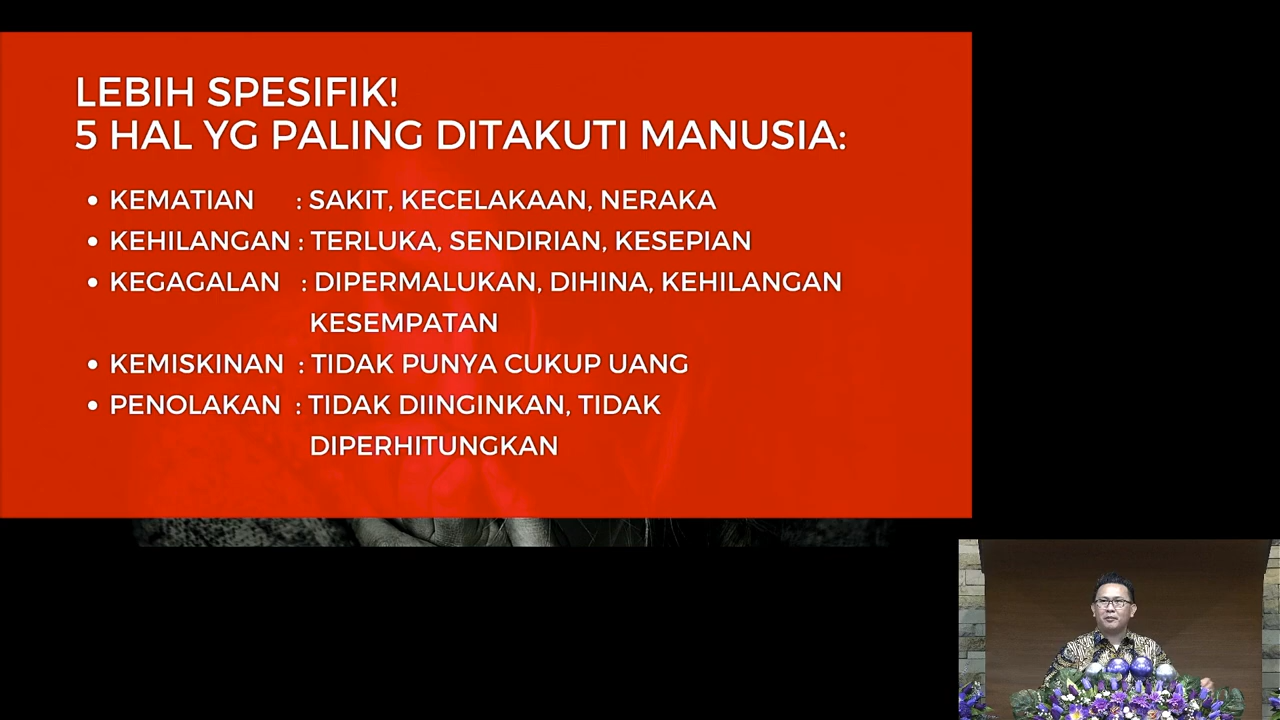 LEBIH SPESIFIK!
5 HAL YG PALING DITAKUTI MANUSIA:
• KEMATIAN : SAKIT, KECELAKAAN, NERAKA
• KEHILANGAN : TERLUKA, SENDIRIAN, KESEPIAN
• KEGAGALAN : DIPERMALUKAN, DIHINA, KEHILANGAN
KESEMPATAN
• KEMISKINAN : TIDAK PUNYA CUKUP UANG
• PENOLAKAN : TIDAK DIINGINKAN, TIDAK
DIPERHITUNGKAN